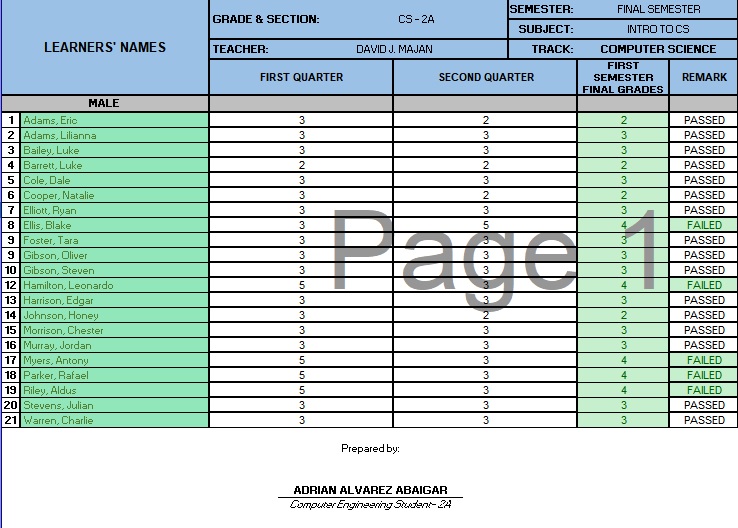 LEARNERS' NAMES
GRADE & SECTION: CS - 2A
SEMESTER: FINAL SEMESTER
SUBJECT: INTRO TO CS
TEACHER: DAVID J. MAJAN
TRACK: COMPUTER SCIENCE
FIRST QUARTER
SECOND QUARTER
FIRST
SEMESTER
FINAL GRADES
REMARK
MALE
1 Adams, Eric 3 2 2 PASSED
2 Adams, Lilianna 3 3 3 PASSED
3 Bailey, Luke 3 3 3 PASSED
4 Barrett, Luke 2 2 2 PASSED
5 Cole, Dale 3 3 3 PASSED
6 Cooper, Natalie 3 2 2 PASSED
7 Elliott, Ryan 3 3 3 PASSED
8 Ellis, Blake 3 5 4 FAILED
9 Foster, Tara 3 3 3 PASSED
9 Gibson, Oliver 3 3 3 PASSED
10 Gibson, Steven 3 3 3 PASSED
12 Hamilton, Leonardo 5 3 4 FAILED
13 Harrison, Edgar 3 3 3 PASSED
14 Johnson, Honey 3 2 2 PASSED
15 Morrison, Chester 3 3 3 PASSED
16 Murray, Jordan 3 3 3 PASSED
17 Myers, Antony 5 3 4 FAILED
18 Parker, Rafael 5 3 4 FAILED
19 Riley, Aldus 5 3 4 FAILED
20 Stevens, Julian 3 3 3 PASSED
21 Warren, Charlie 3 3 3 PASSED
Page 1
Prepared by:
ADRIAN ALVAREZ ABAIGAR
Computer Engineering Student- 2A